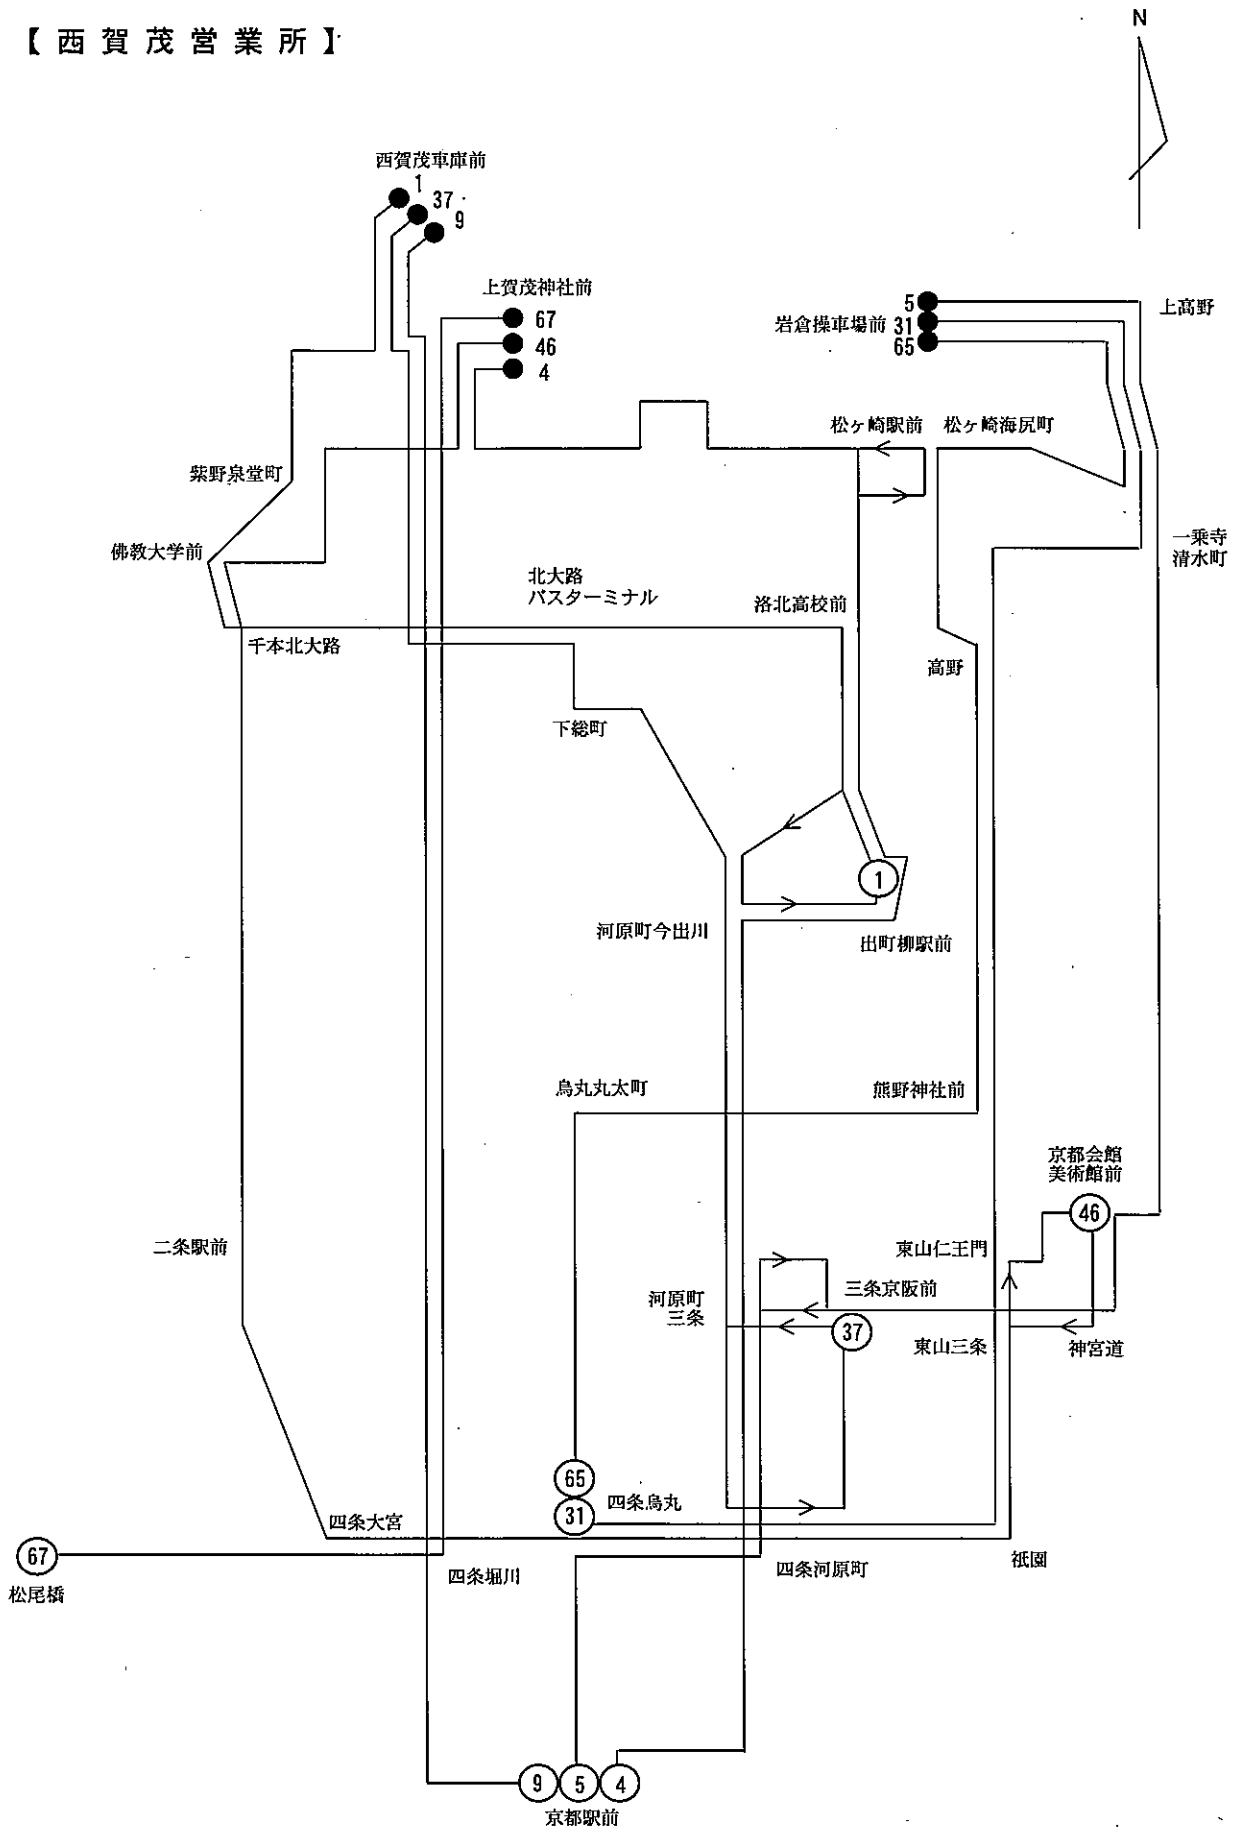 【西賀茂営業所】
N
西賀茂車庫前
1
37
9
上賀茂神社前
67
46
4
5
岩倉操車場前 31
65
上高野
松ヶ崎駅前
松ヶ崎海尻町
紫野泉堂町
佛教大学前
一乗寺
清水町
北大路
バスターミナル
洛北高校前
千本北大路
高野
下総町
1
河原町今出川
出町柳駅前
烏丸丸太町
熊野神社前
京都会館
美術館前
46
二条駅前
東山仁王門
三条京阪前
河原町
三条
37
東山三条
神宮道
65
31
四条烏丸
四条大宮
67
松尾橋
四条堀川
四条河原町
祇園
9
5
4
京都駅前